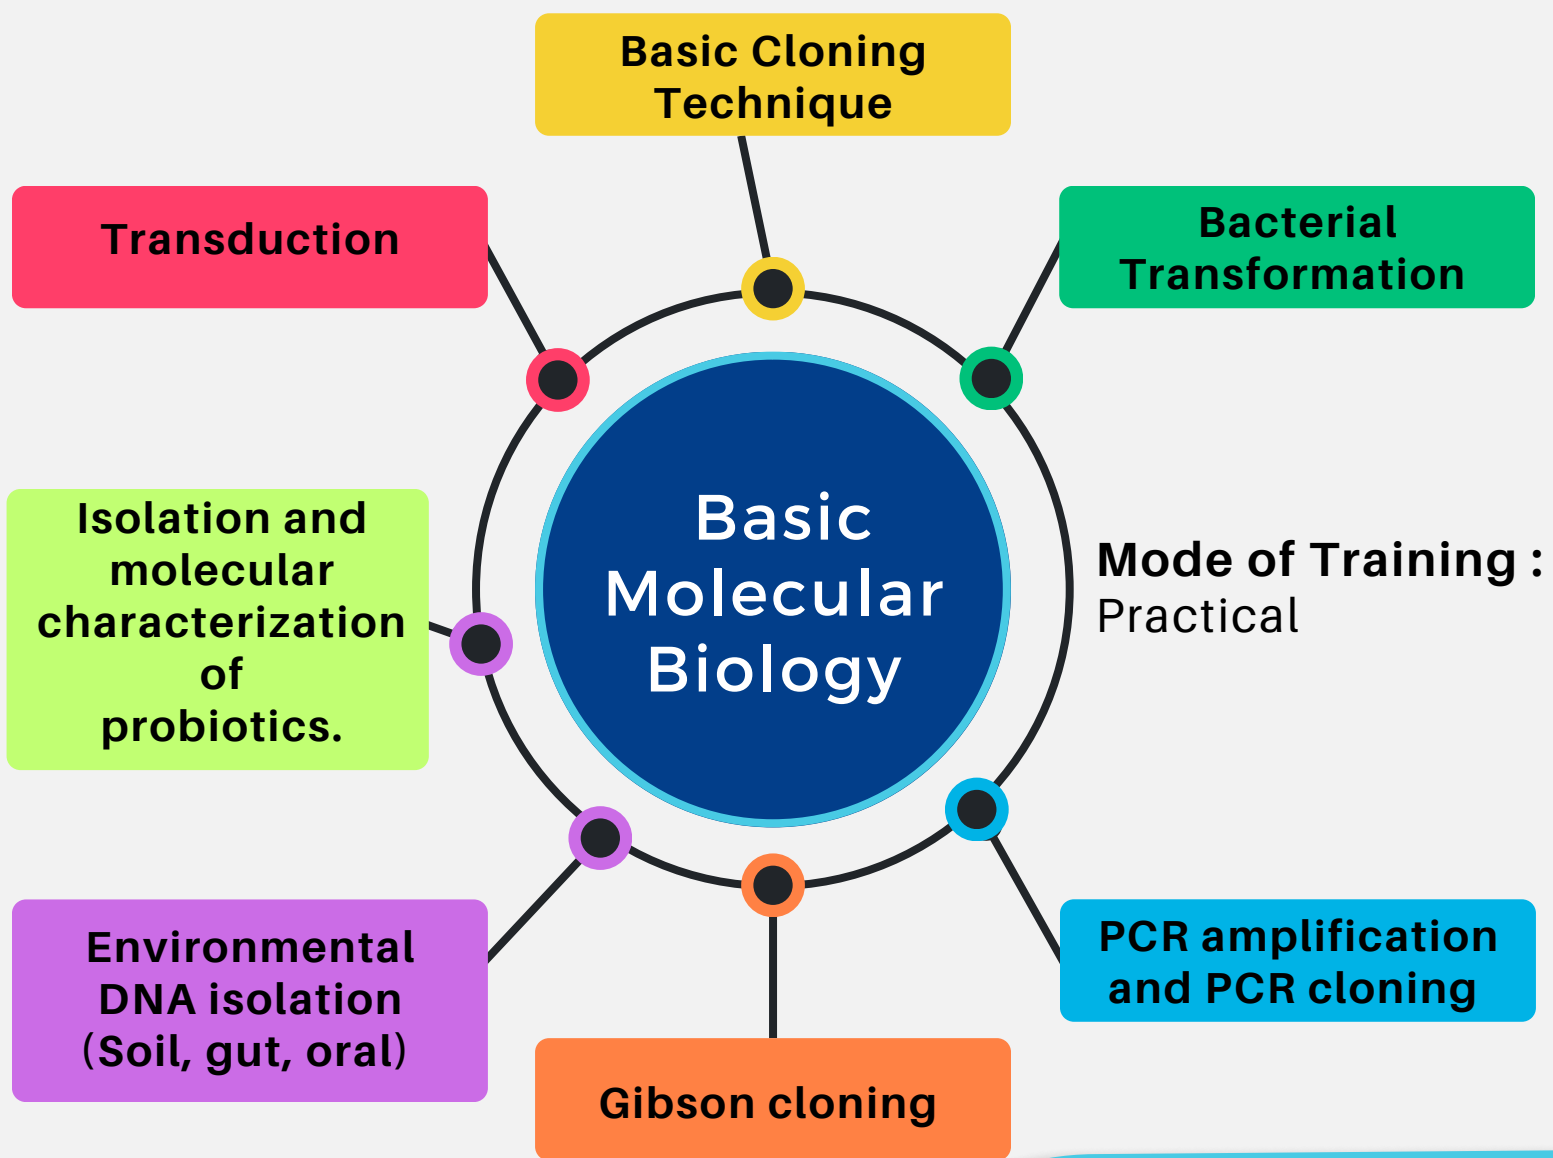 Basic Cloning
Technique
Transduction
Bacterial
Transformation
Isolation and
molecular
characterization
of
probiotics.
Basic
Molecular
Biology
Mode of Training :
Practical
Environmental
DNA isolation
(Soil, gut, oral)
PCR amplification
and PCR cloning
Gibson cloning